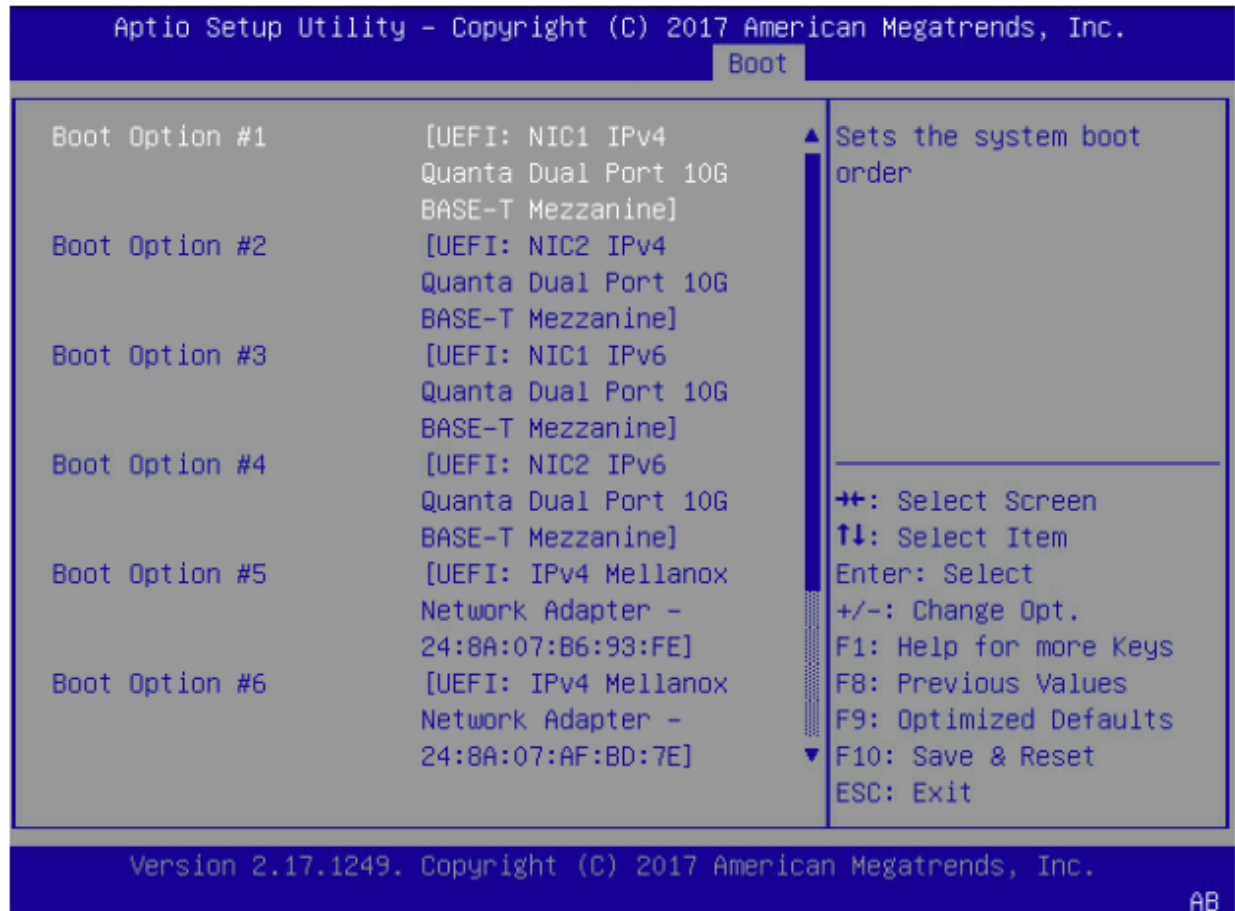 Aptio Setup Utility – Copyright (C) 2017 American Megatrends, Inc.
Boot
Boot Option #1 [UEFI: NIC1 IPv4
Quanta Dual Port 10G
BASE-T Mezzanine]
Boot Option #2 [UEFI: NIC2 IPv4
Quanta Dual Port 10G
BASE-T Mezzanine]
Boot Option #3 [UEFI: NIC1 IPv6
Quanta Dual Port 10G
BASE-T Mezzanine]
Boot Option #4 [UEFI: NIC2 IPv6
Quanta Dual Port 10G
BASE-T Mezzanine]
Boot Option #5 [UEFI: IPv4 Mellanox
Network Adapter -
24:8A:07:B6:93:FE]
Boot Option #6 [UEFI: IPv4 Mellanox
Network Adapter -
24:8A:07:AF:BD:7E]
Sets the system boot
order
→←: Select Screen
↑↓: Select Item
Enter: Select
+/-: Change Opt.
F1: Help for more Keys
F8: Previous Values
F9: Optimized Defaults
F10: Save & Reset
ESC: Exit
Version 2.17.1249. Copyright (C) 2017 American Megatrends, Inc.
AB